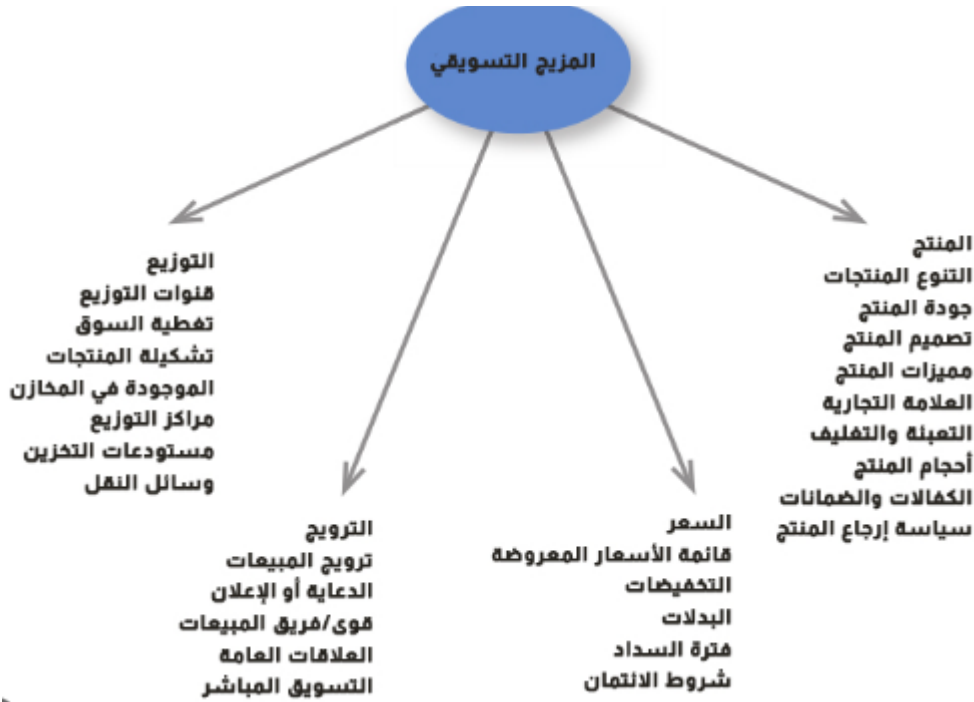 المزيج التسويقي
المنتج
التنوع المنتجات
جودة المنتج
تصميم المنتج
مميزات المنتج
العلامة التجارية
التعبئة والتغليف
أحجام المنتج
الكفالات والضمانات
سياسة إرجاع المنتج
السعر
قائمة الأسعار المعروضة
التخفيضات
البدلات
فترة السداد
شروط الائتمان
الترويج
ترويج المبيعات
الدعاية أو الإعلان
قوى/فريق المبيعات
العلاقات العامة
التسويق المباشر
التوزيع
قنوات التوزيع
تغطية السوق
تشكيلة المنتجات
الموجودة في المخازن
مراكز التوزيع
مستودعات التخزين
وسائل النقل